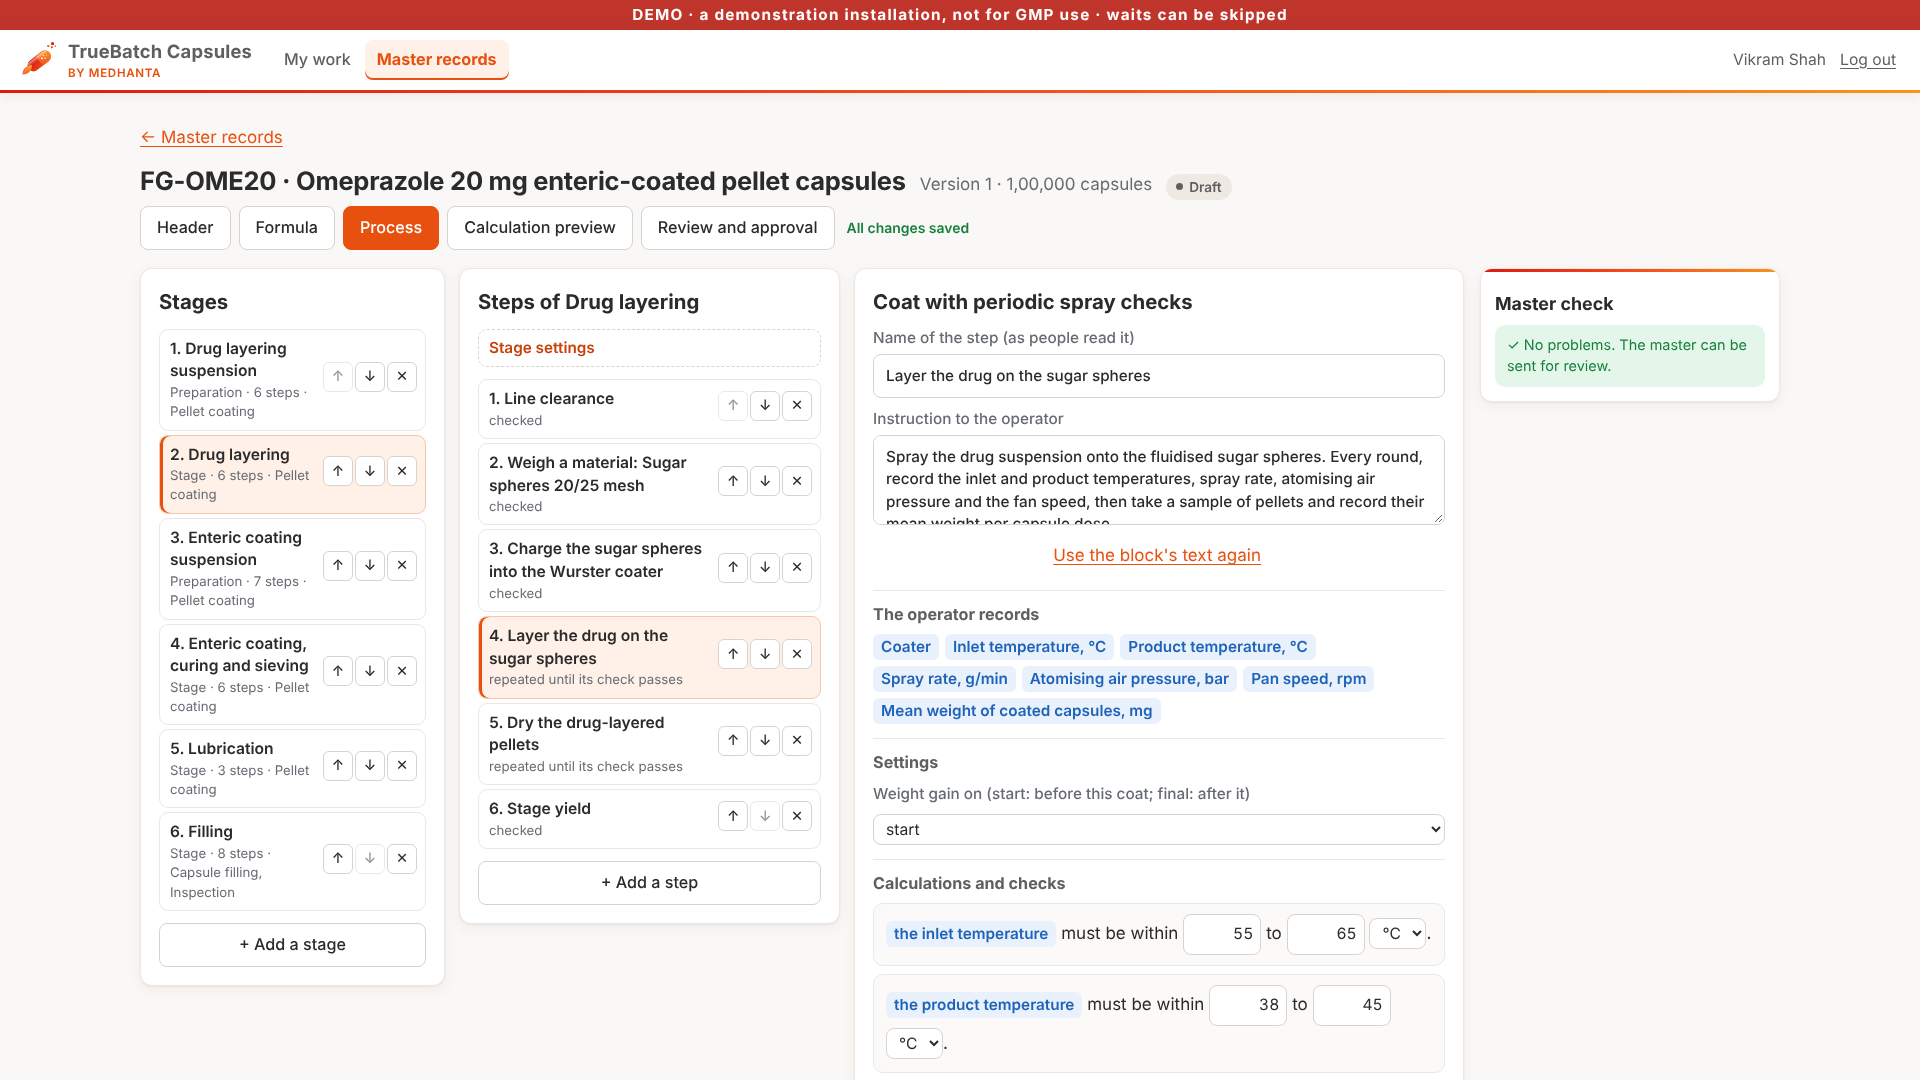 DEMO · a demonstration installation, not for GMP use · waits can be skipped
TrueBatch Capsules
BY MEDHANTA
My work
Master records
Vikram Shah
Log out
← Master records
FG-OME20 · Omeprazole 20 mg enteric-coated pellet capsules
Version 1 · 1,00,000 capsules
Draft
Header
Formula
Process
Calculation preview
Review and approval
All changes saved
Stages
1. Drug layering
suspension
Preparation · 6 steps ·
Pellet coating
↑ ↓ ✕
2. Drug layering
Stage · 6 steps · Pellet
coating
↑ ↓ ✕
3. Enteric coating
suspension
Preparation · 7 steps ·
Pellet coating
↑ ↓ ✕
4. Enteric coating,
curing and sieving
Stage · 6 steps · Pellet
coating
↑ ↓ ✕
5. Lubrication
Stage · 3 steps · Pellet
coating
↑ ↓ ✕
6. Filling
Stage · 8 steps ·
Capsule filling,
Inspection
↑ ↓ ✕
+ Add a stage
Steps of Drug layering
Stage settings
1. Line clearance
checked
↑ ↓ ✕
2. Weigh a material: Sugar
spheres 20/25 mesh
checked
↑ ↓ ✕
3. Charge the sugar spheres
into the Wurster coater
checked
↑ ↓ ✕
4. Layer the drug on the
sugar spheres
repeated until its check passes
↑ ↓ ✕
5. Dry the drug-layered
pellets
repeated until its check passes
↑ ↓ ✕
6. Stage yield
checked
↑ ↓ ✕
+ Add a step
Coat with periodic spray checks
Name of the step (as people read it)
Layer the drug on the sugar spheres
Instruction to the operator
Spray the drug suspension onto the fluidised sugar spheres. Every round,
record the inlet and product temperatures, spray rate, atomising air
pressure and the fan speed, then take a sample of pellets and record their
mean weight per capsule dose.
Use the block's text again
The operator records
Coater
Inlet temperature, °C
Product temperature, °C
Spray rate, g/min
Atomising air pressure, bar
Pan speed, rpm
Mean weight of coated capsules, mg
Settings
Weight gain on (start: before this coat; final: after it)
start
Calculations and checks
the inlet temperature must be within 55 to 65 °C .
the product temperature must be within 38 to 45
°C .
Master check
✓ No problems. The master can be
sent for review.